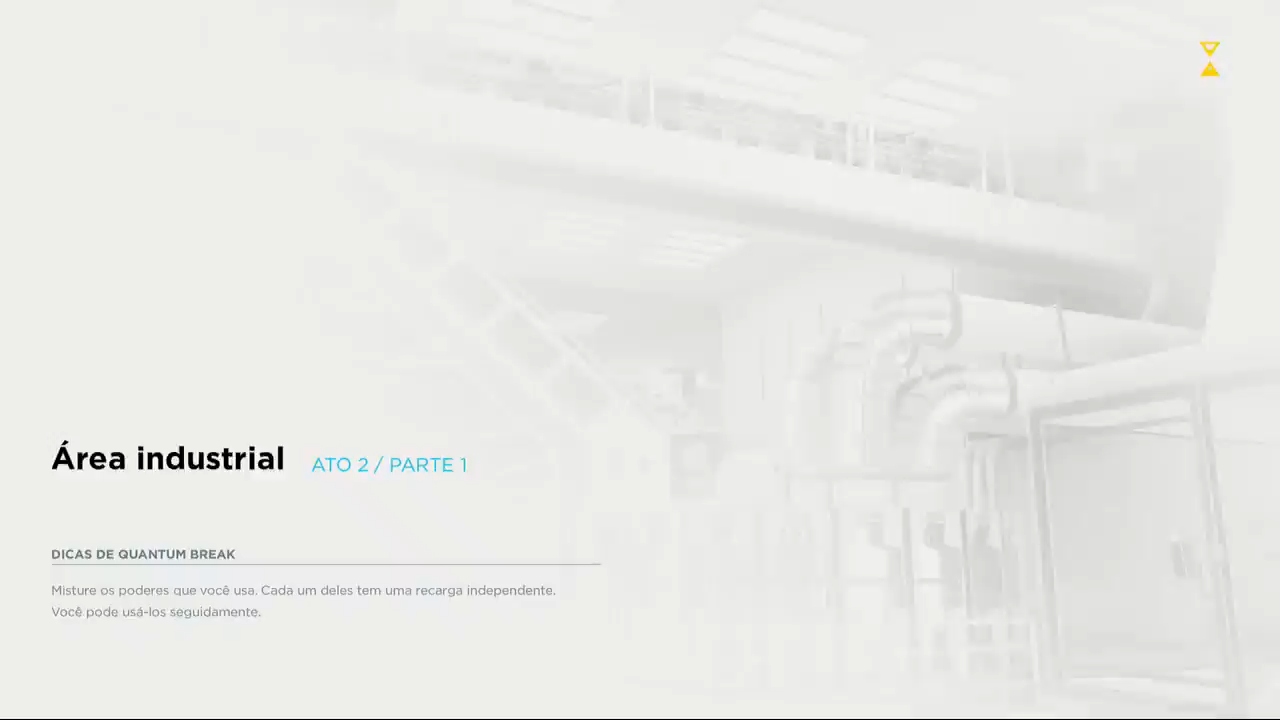 Área industrial ATO 2 / PARTE 1
DICAS DE QUANTUM BREAK
Misture os poderes que você usa. Cada um deles tem uma recarga independente.
Você pode usá-los seguidamente.